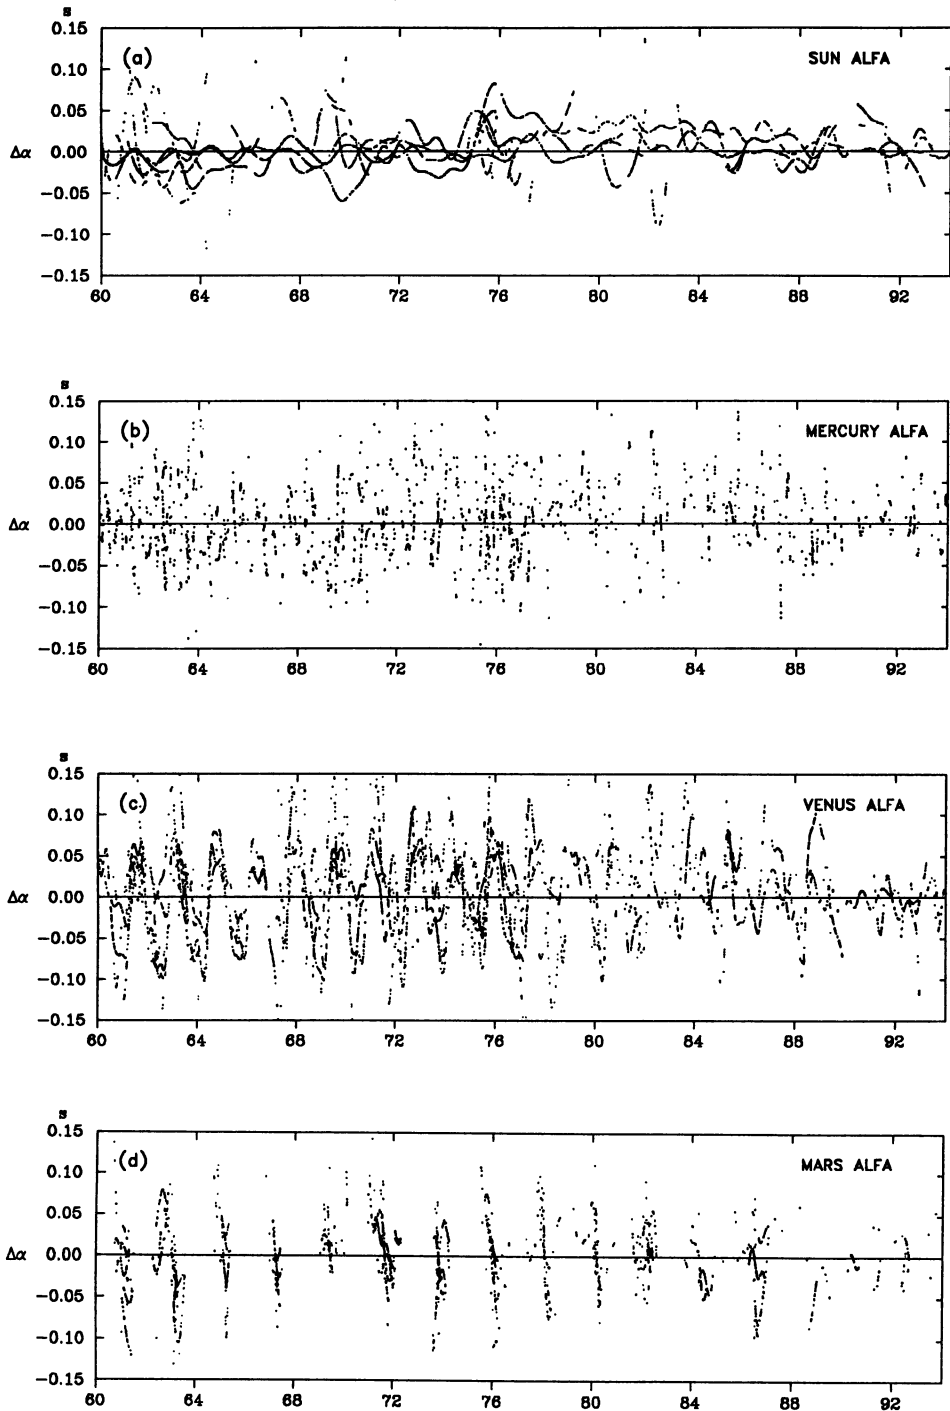 s
0.15
(a) SUN ALFA
0.10
0.05
Δα 0.00
−0.05
−0.10
−0.15
60 64 68 72 76 80 84 88 92
s
0.15
(b) MERCURY ALFA
0.10
0.05
Δα 0.00
−0.05
−0.10
−0.15
60 64 68 72 76 80 84 88 92
s
0.15
(c) VENUS ALFA
0.10
0.05
Δα 0.00
−0.05
−0.10
−0.15
60 64 68 72 76 80 84 88 92
s
0.15
(d) MARS ALFA
0.10
0.05
Δα 0.00
−0.05
−0.10
−0.15
60 64 68 72 76 80 84 88 92